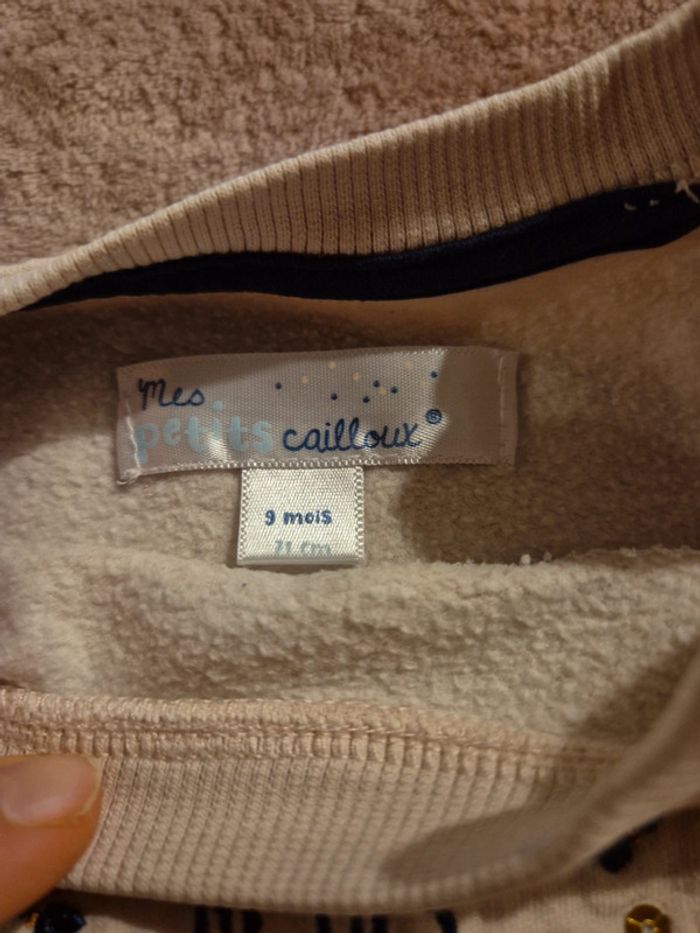 Mes
petits cailloux®
9 mois
71 cm